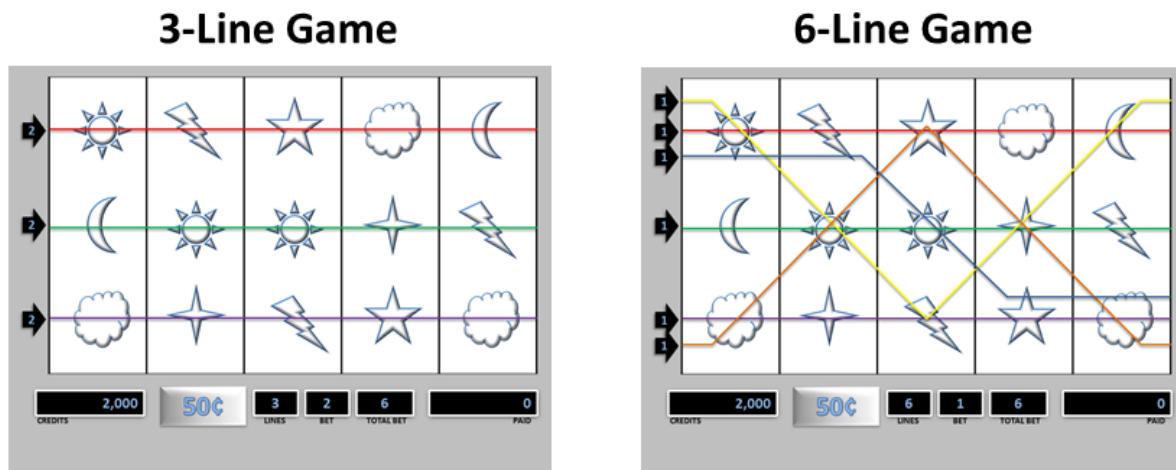 3-Line Game
2
2
2
2,000 50¢ 3 2 6 0
CREDITS LINES BET TOTAL BET PAID
6-Line Game
1
1
1
1
1
1
2,000 50¢ 6 1 6 0
CREDITS LINES BET TOTAL BET PAID